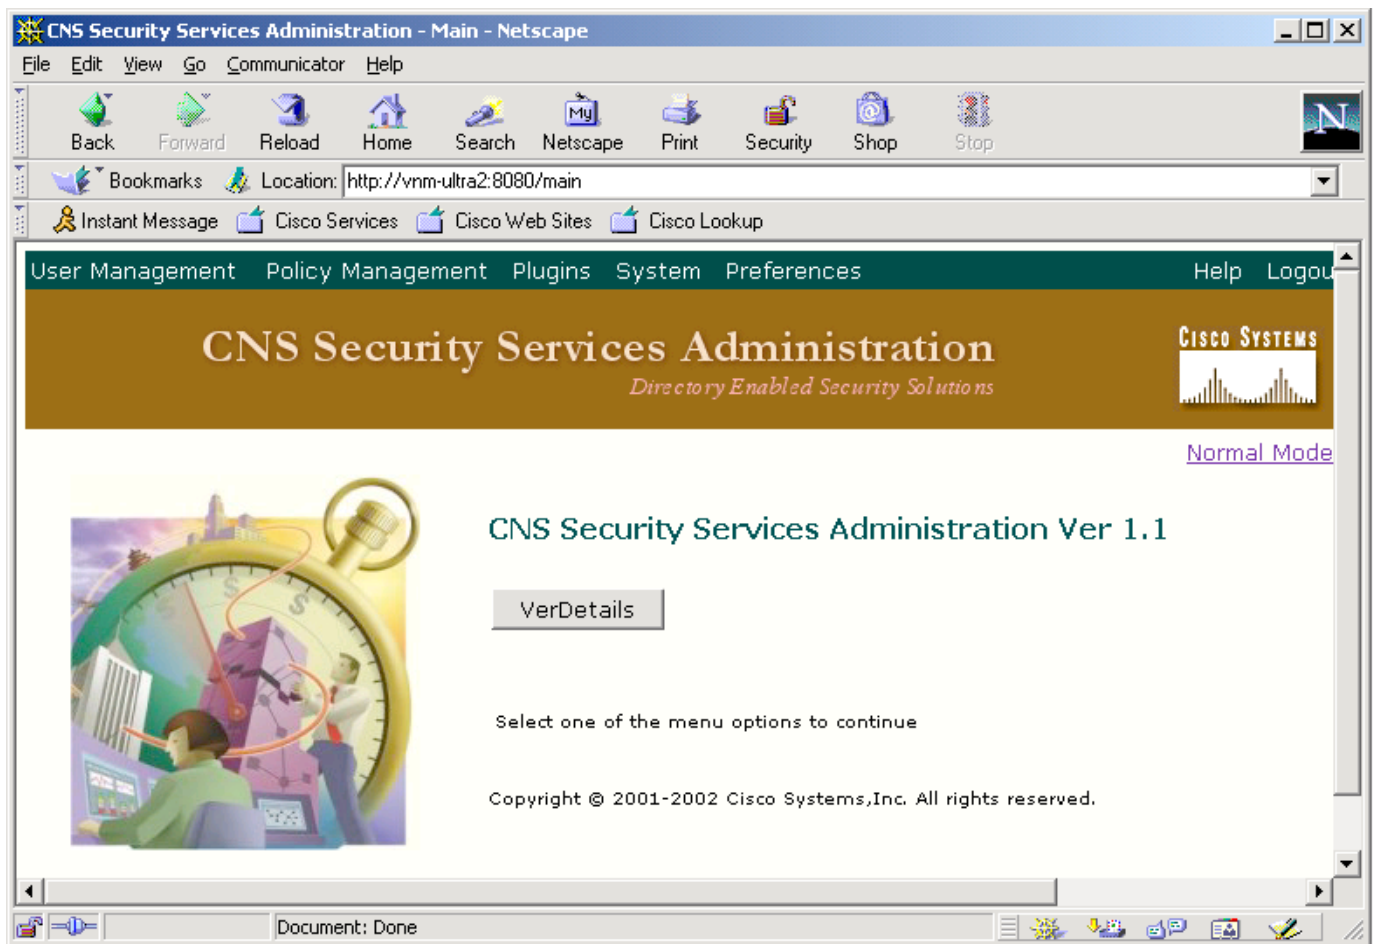 CNS Security Services Administration - Main - Netscape
File Edit View Go Communicator Help
Back Forward Reload Home Search My Netscape Print Security Shop Stop
N
Bookmarks Location: http://vnm-ultra2:8080/main
Instant Message Cisco Services Cisco Web Sites Cisco Lookup
User Management Policy Management Plugins System Preferences Help Logou
CNS Security Services Administration
Directory Enabled Security Solutions
CISCO SYSTEMS
Normal Mode
CNS Security Services Administration Ver 1.1
VerDetails
Select one of the menu options to continue
Copyright © 2001-2002 Cisco Systems,Inc. All rights reserved.
S S S
Document: Done